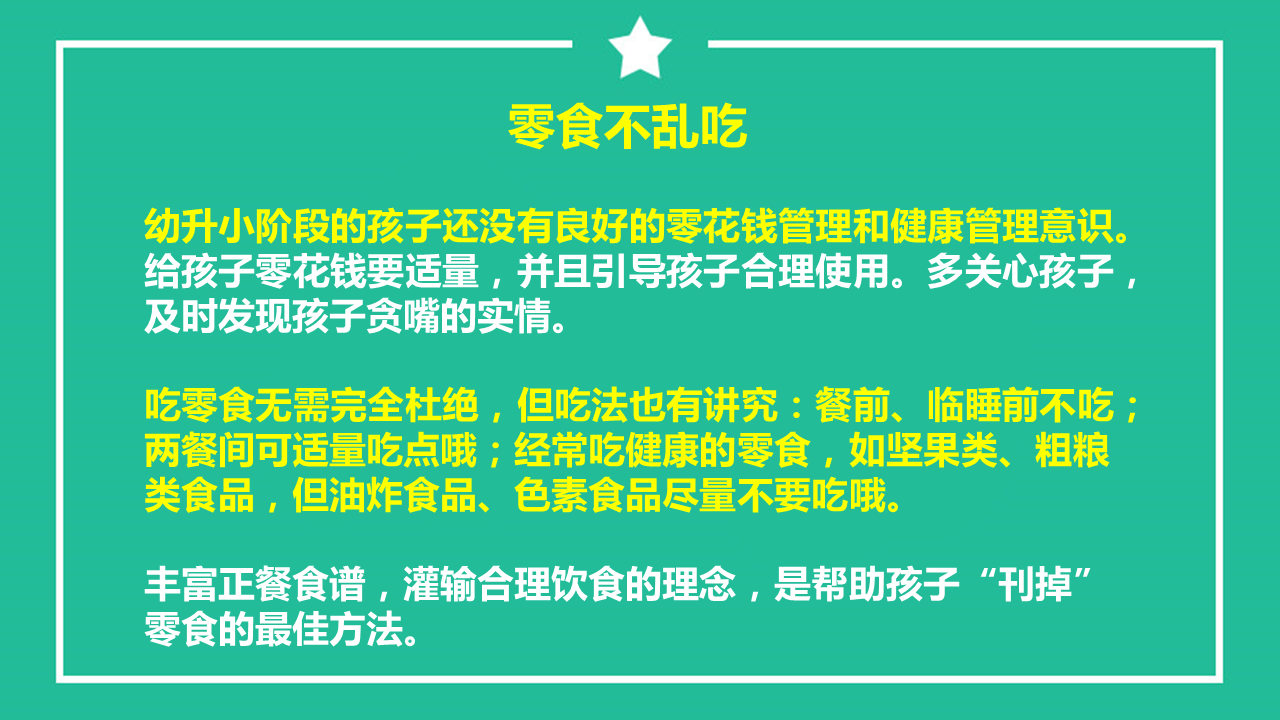 零食不乱吃
幼升小阶段的孩子还没有良好的零花钱管理和健康管理意识。
给孩子零花钱要适量，并且引导孩子合理使用。多关心孩子，
及时发现孩子贪嘴的实情。
吃零食无需完全杜绝，但吃法也有讲究：餐前、临睡前不吃；
两餐间可适量吃点哦；经常吃健康的零食，如坚果类、粗粮
类食品，但油炸食品、色素食品尽量不要吃哦。
丰富正餐食谱，灌输合理饮食的理念，是帮助孩子“刊掉”
零食的最佳方法。